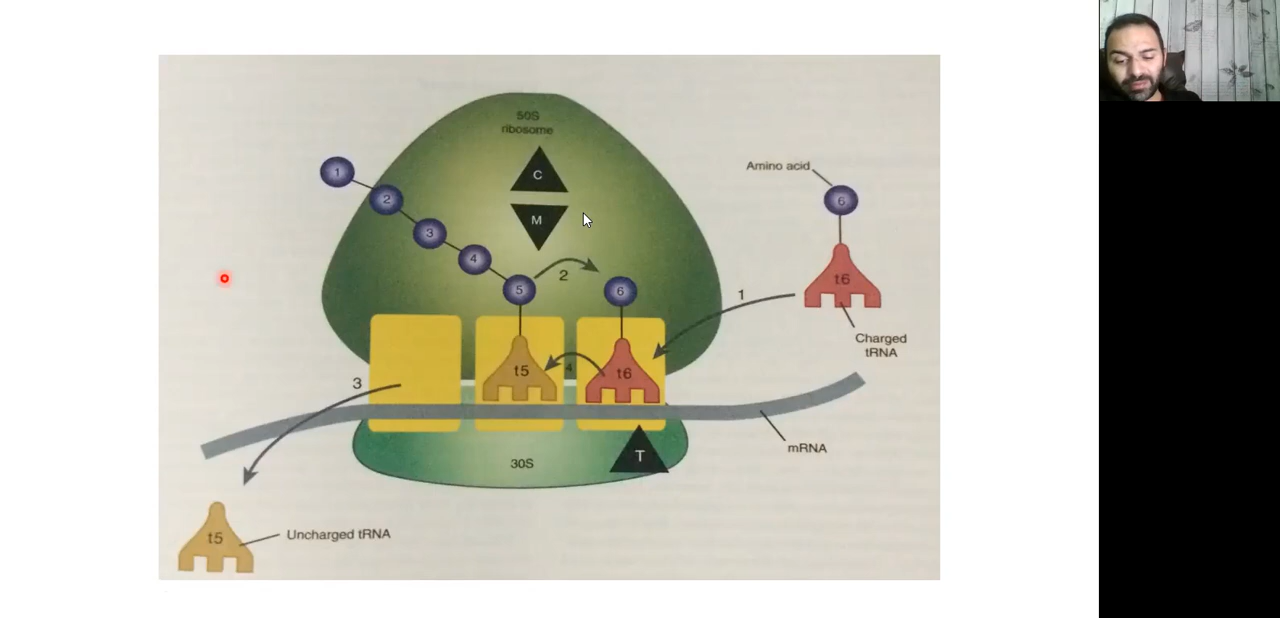 50S
ribosome
C
M
1
2
3
4
5
2
6
Amino acid
6
t6
1
Charged
tRNA
3
t5
4
t6
mRNA
30S
T
t5
Uncharged tRNA